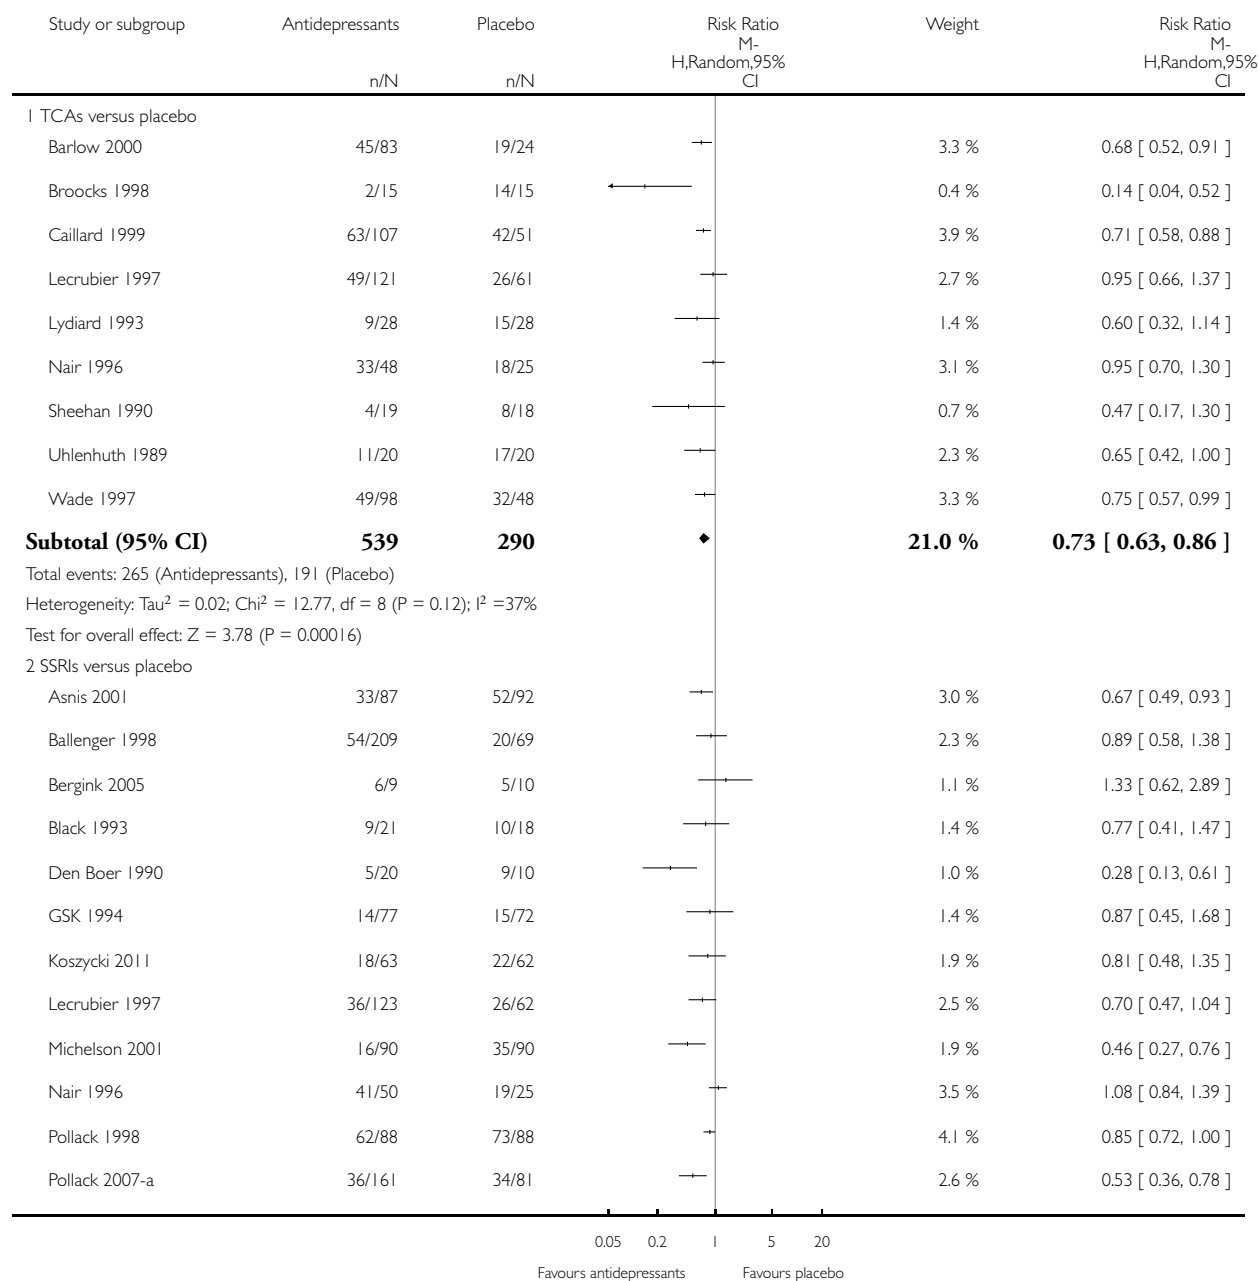 Study or subgroup Antidepressants Placebo Risk Ratio Weight Risk Ratio
M- M-
H,Random,95% H,Random,95%
n/N n/N CI CI
1 TCAs versus placebo
Barlow 2000 45/83 19/24 3.3 % 0.68 [ 0.52, 0.91 ]
Broocks 1998 2/15 14/15 0.4 % 0.14 [ 0.04, 0.52 ]
Caillard 1999 63/107 42/51 3.9 % 0.71 [ 0.58, 0.88 ]
Lecrubier 1997 49/121 26/61 2.7 % 0.95 [ 0.66, 1.37 ]
Lydiard 1993 9/28 15/28 1.4 % 0.60 [ 0.32, 1.14 ]
Nair 1996 33/48 18/25 3.1 % 0.95 [ 0.70, 1.30 ]
Sheehan 1990 4/19 8/18 0.7 % 0.47 [ 0.17, 1.30 ]
Uhlenhuth 1989 11/20 17/20 2.3 % 0.65 [ 0.42, 1.00 ]
Wade 1997 49/98 32/48 3.3 % 0.75 [ 0.57, 0.99 ]
Subtotal (95% CI) 539 290 21.0 % 0.73 [ 0.63, 0.86 ]
Total events: 265 (Antidepressants), 191 (Placebo)
Heterogeneity: Tau² = 0.02; Chi² = 12.77, df = 8 (P = 0.12); I² =37%
Test for overall effect: Z = 3.78 (P = 0.00016)
2 SSRIs versus placebo
Asnis 2001 33/87 52/92 3.0 % 0.67 [ 0.49, 0.93 ]
Ballenger 1998 54/209 20/69 2.3 % 0.89 [ 0.58, 1.38 ]
Bergink 2005 6/9 5/10 1.1 % 1.33 [ 0.62, 2.89 ]
Black 1993 9/21 10/18 1.4 % 0.77 [ 0.41, 1.47 ]
Den Boer 1990 5/20 9/10 1.0 % 0.28 [ 0.13, 0.61 ]
GSK 1994 14/77 15/72 1.4 % 0.87 [ 0.45, 1.68 ]
Koszycki 2011 18/63 22/62 1.9 % 0.81 [ 0.48, 1.35 ]
Lecrubier 1997 36/123 26/62 2.5 % 0.70 [ 0.47, 1.04 ]
Michelson 2001 16/90 35/90 1.9 % 0.46 [ 0.27, 0.76 ]
Nair 1996 41/50 19/25 3.5 % 1.08 [ 0.84, 1.39 ]
Pollack 1998 62/88 73/88 4.1 % 0.85 [ 0.72, 1.00 ]
Pollack 2007-a 36/161 34/81 2.6 % 0.53 [ 0.36, 0.78 ]
0.05 0.2 1 5 20
Favours antidepressants Favours placebo